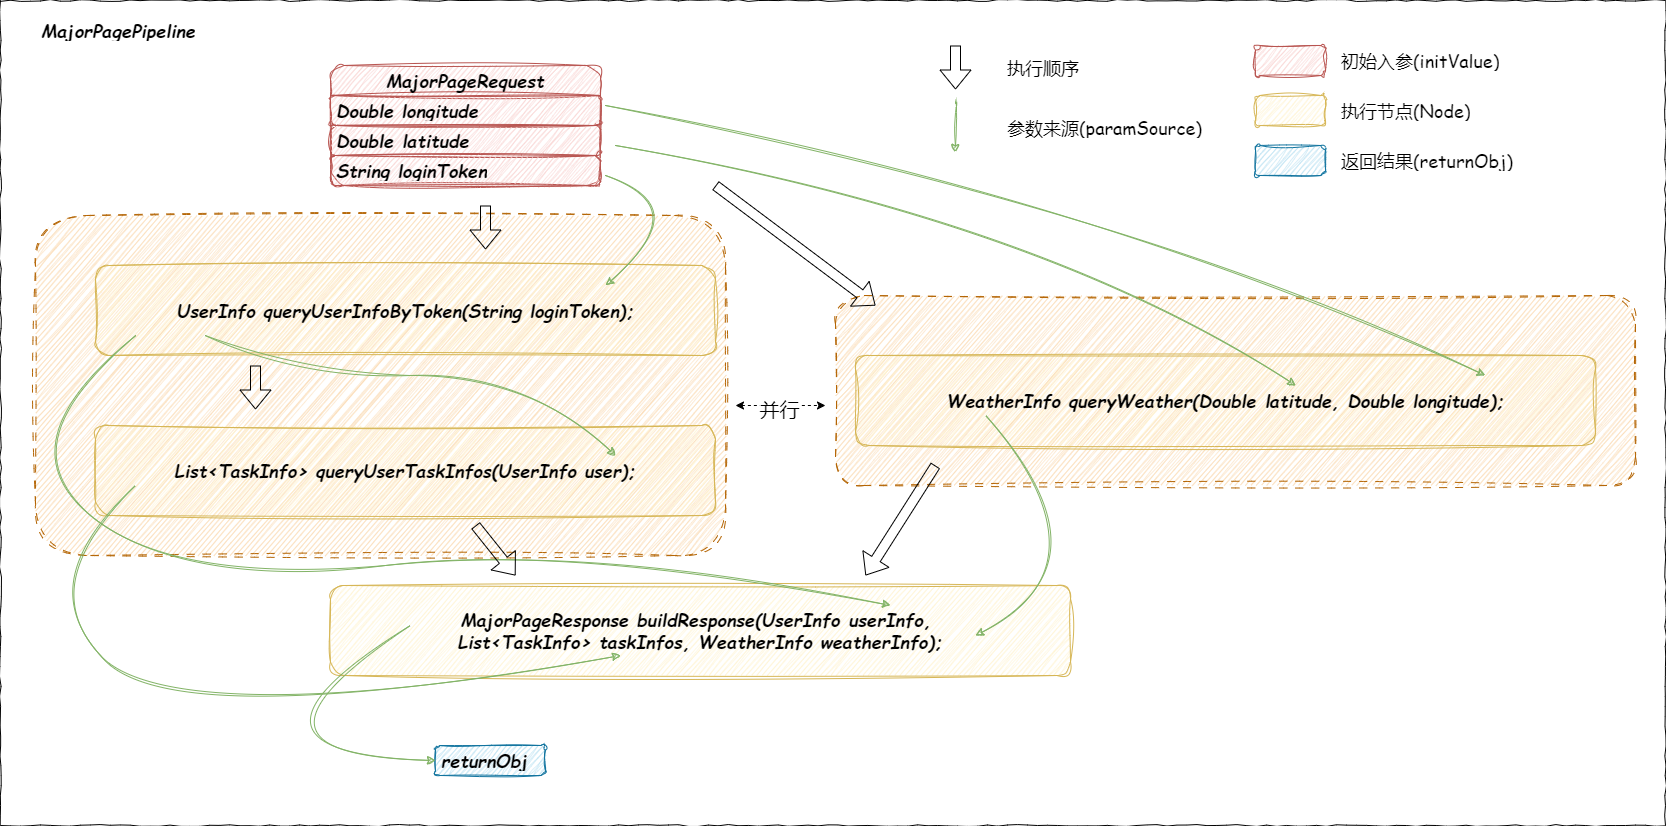 MajorPagePipeline
MajorPageRequest
Double longitude
Double latitude
String loginToken
执行顺序
参数来源(paramSource)
初始入参(initValue)
执行节点(Node)
返回结果(returnObj)
UserInfo queryUserInfoByToken(String loginToken);
List<TaskInfo> queryUserTaskInfos(UserInfo user);
并行
WeatherInfo queryWeather(Double latitude, Double longitude);
MajorPageResponse buildResponse(UserInfo userInfo,
List<TaskInfo> taskInfos, WeatherInfo weatherInfo);
returnObj